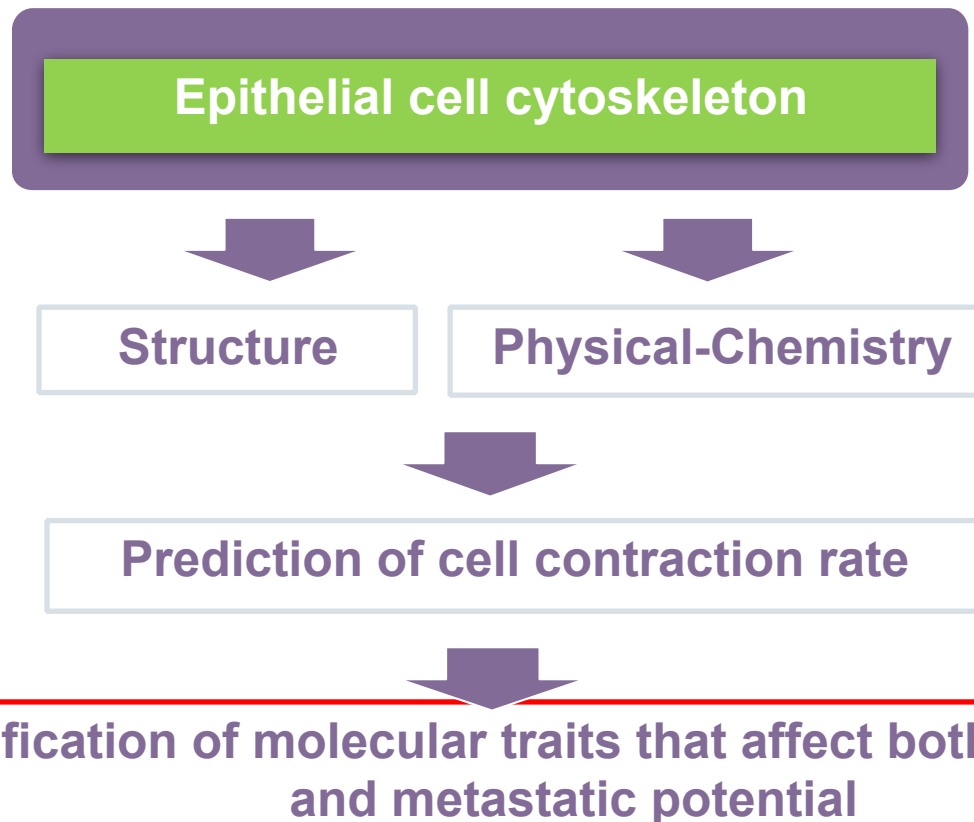 Epithelial cell cytoskeleton
Structure
Physical-Chemistry
Prediction of cell contraction rate
fication of molecular traits that affect both
and metastatic potential